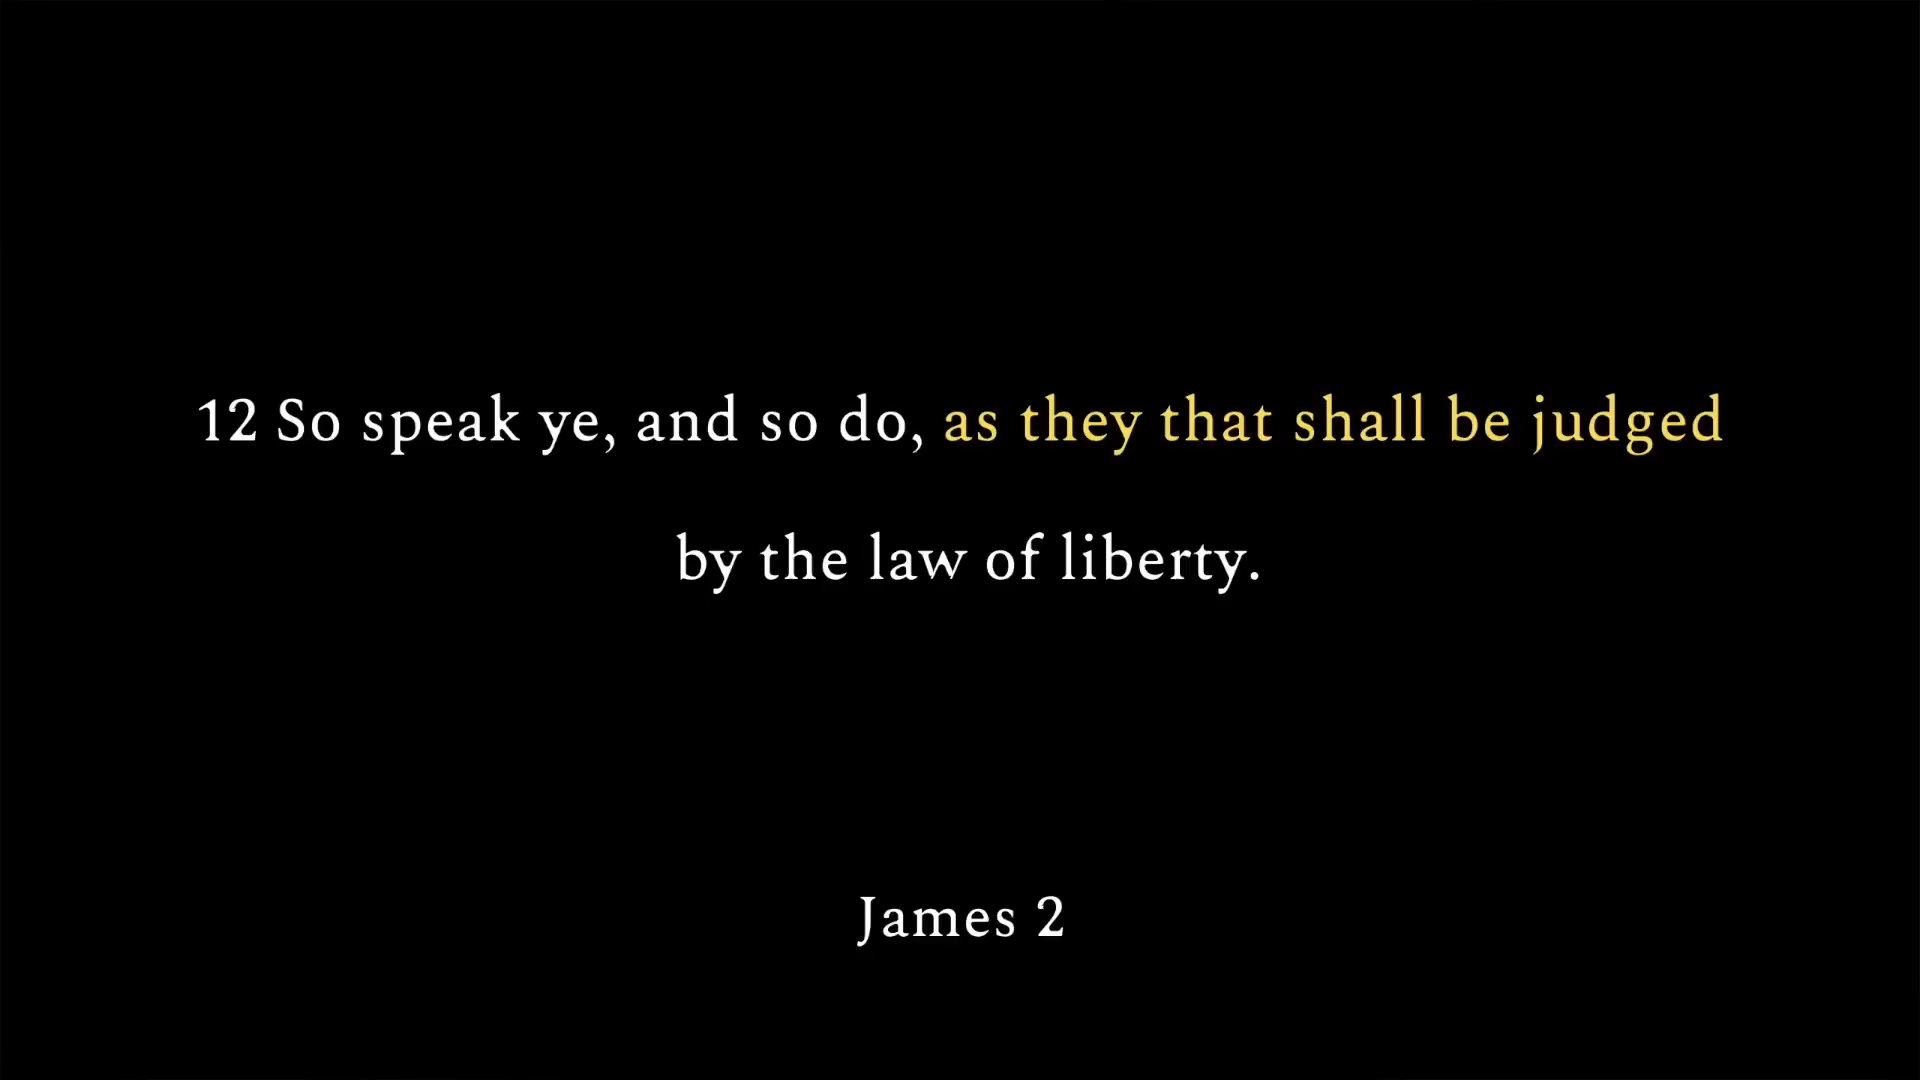 12 So speak ye, and so do, as they that shall be judged
by the law of liberty.
James 2